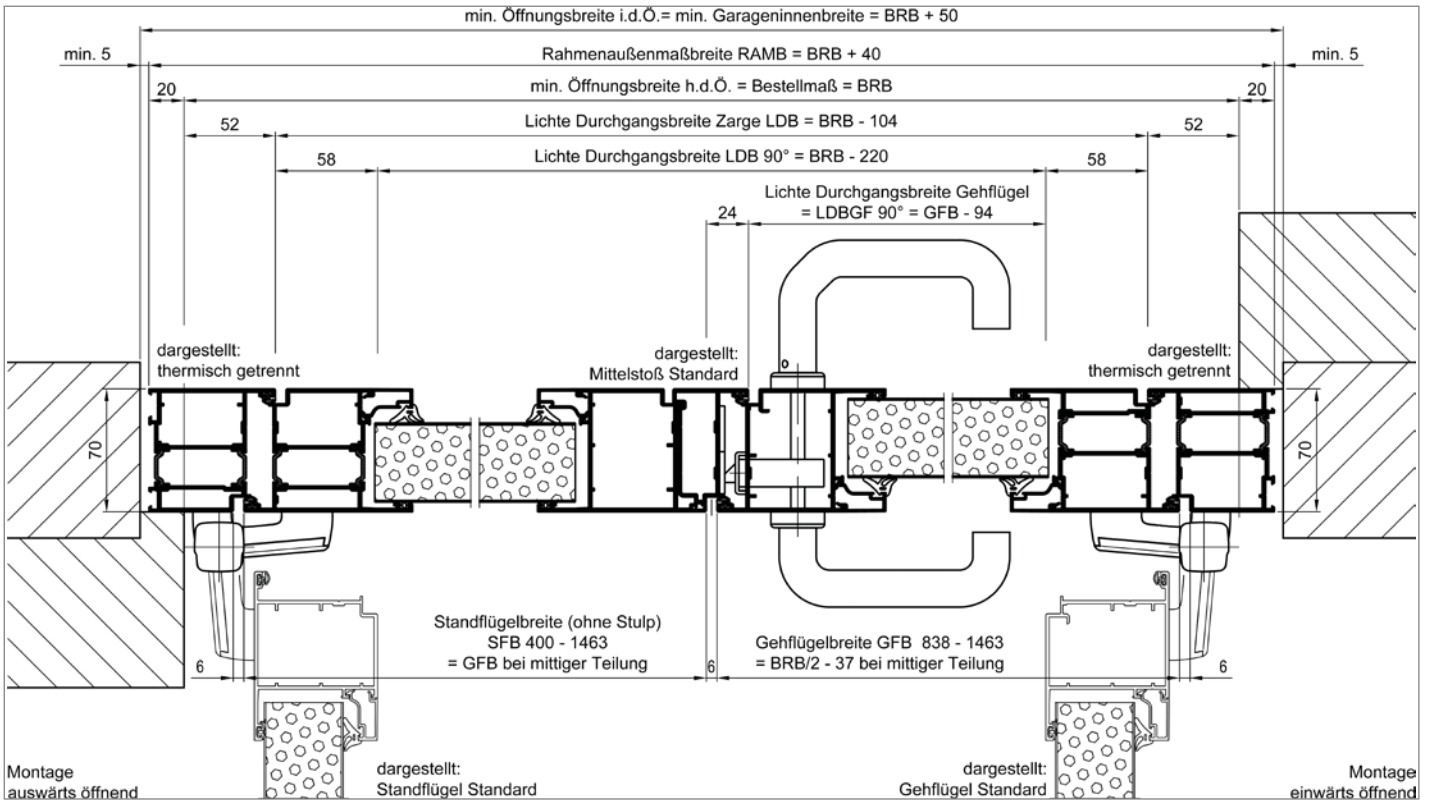 min. Öffnungsbreite i.d.Ö.= min. Garageninnenbreite = BRB + 50
min. 5
Rahmenaußenmaßbreite RAMB = BRB + 40
min. 5
20
min. Öffnungsbreite h.d.Ö. = Bestellmaß = BRB
20
52
Lichte Durchgangsbreite Zarge LDB = BRB - 104
52
58
Lichte Durchgangsbreite LDB 90° = BRB - 220
58
24
Lichte Durchgangsbreite Gehflügel
= LDBGF 90° = GFB - 94
dargestellt:
thermisch getrennt
dargestellt:
Mittelstoß Standard
dargestellt:
thermisch getrennt
70
70
Standflügelbreite (ohne Stulp)
SFB 400 - 1463
= GFB bei mittiger Teilung
Gehflügelbreite GFB 838 - 1463
= BRB/2 - 37 bei mittiger Teilung
6
6
6
Montage
auswärts öffnend
dargestellt:
Standflügel Standard
dargestellt:
Gehflügel Standard
Montage
einwärts öffnend